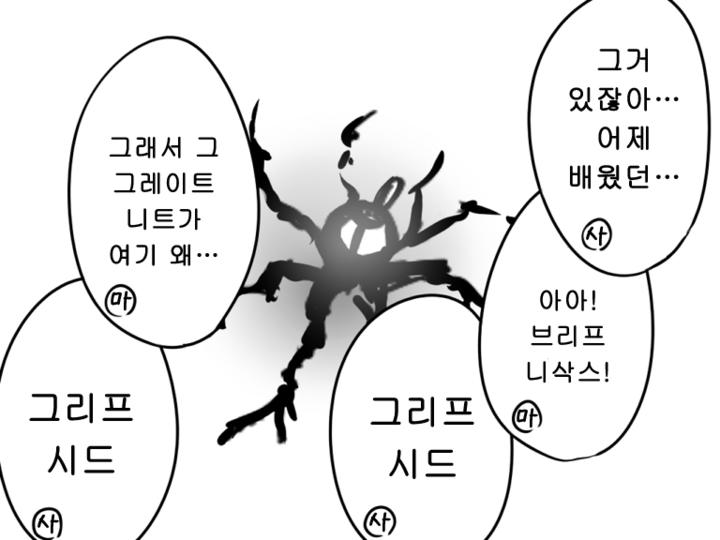 그거
있잖아…
어제
배웠던…
사
아아!
브리프
니삭스!
마
그리프
시드
사
그래서 그
그레이트
니트가
여기 왜…
마
그리프
시드
사